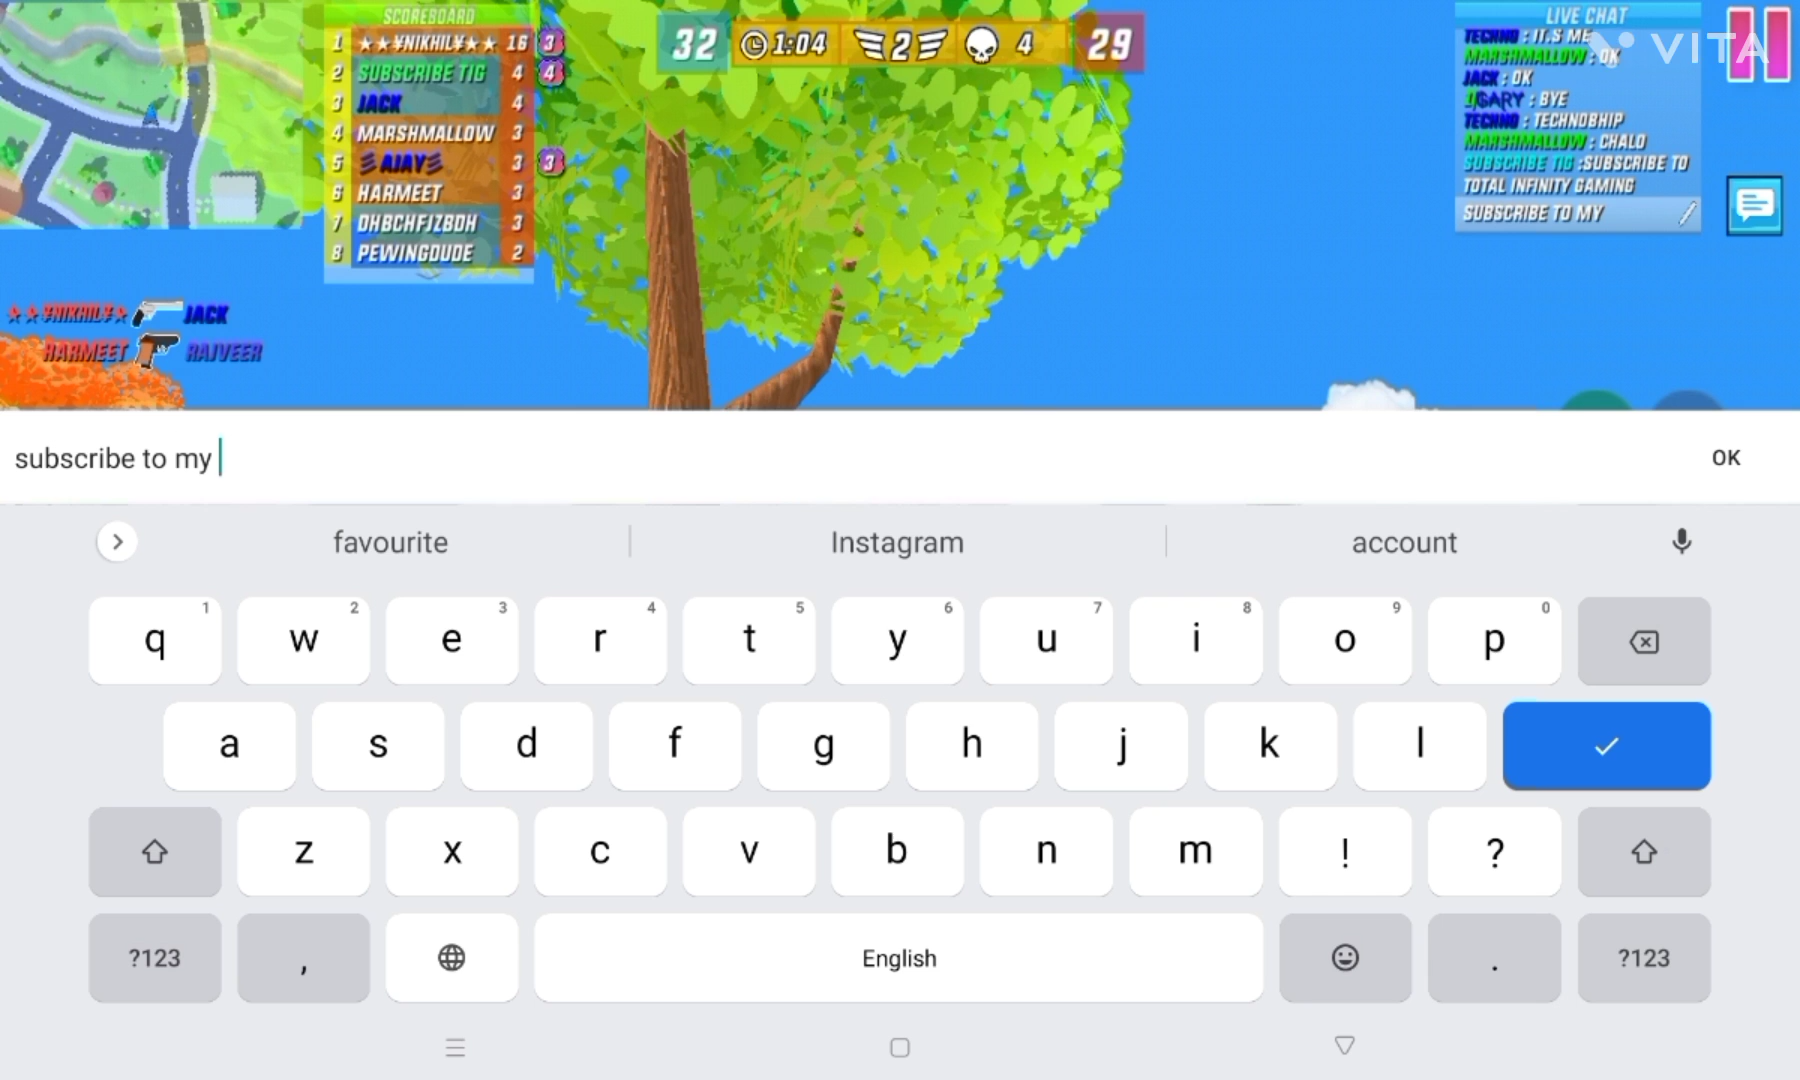 SCOREBOARD
1 ★★¥NIKHIL¥★★ 16 3
2 SUBSCRIBE TIG 4 4
3 JACK 4
4 MARSHMALLOW 3
5 AJAY 3 3
6 HARMEET 3
7 DHBCHFJZBDH 3
8 PEWINGDUDE 2
32 1:04 2 4 29
LIVE CHAT
TECHNO : IT,S ME
MARSHMALLOW : OK
JACK : OK
GARY : BYE
TECHNO : TECHNOBHIP
MARSHMALLOW : CHALO
SUBSCRIBE TIG :SUBSCRIBE TO
TOTAL INFINITY GAMING
SUBSCRIBE TO MY
VITA
★★¥NIKHIL¥★ JACK
HARMEET RAJVEER
subscribe to my
OK
favourite Instagram account
q 1 w 2 e 3 r 4 t 5 y 6 u 7 i 8 o 9 p 0
a s d f g h j k l
z x c v b n m ! ?
?123 , English . ?123